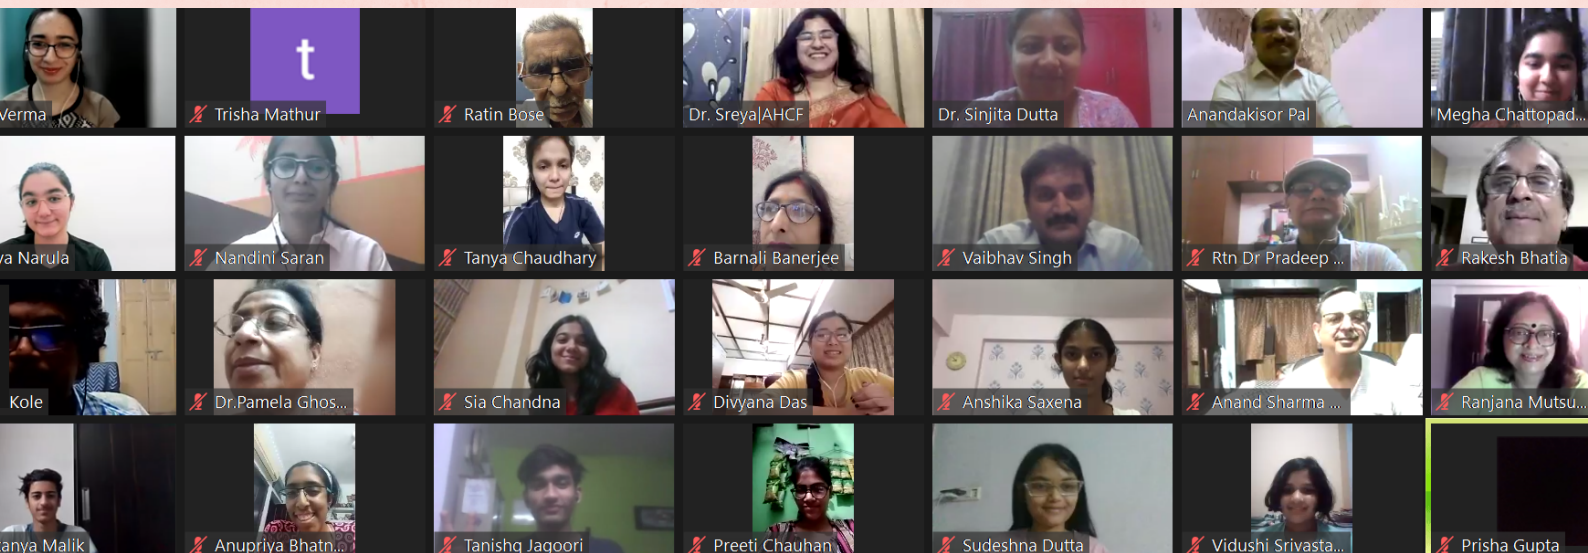 Verma
t
Trisha Mathur
Ratin Bose
Dr. Sreya|AHCF
Dr. Sinjita Dutta
Anandakisor Pal
Megha Chattopad...
va Narula
Nandini Saran
Tanya Chaudhary
Barnali Banerjee
Vaibhav Singh
Rtn Dr Pradeep ...
Rakesh Bhatia
Kole
Dr.Pamela Ghos...
Sia Chandna
Divyana Das
Anshika Saxena
Anand Sharma ...
Ranjana Mutsu...
anya Malik
Anupriya Bhatn...
Tanishq Jagoori
Preeti Chauhan
Sudeshna Dutta
Vidushi Srivasta...
Prisha Gupta